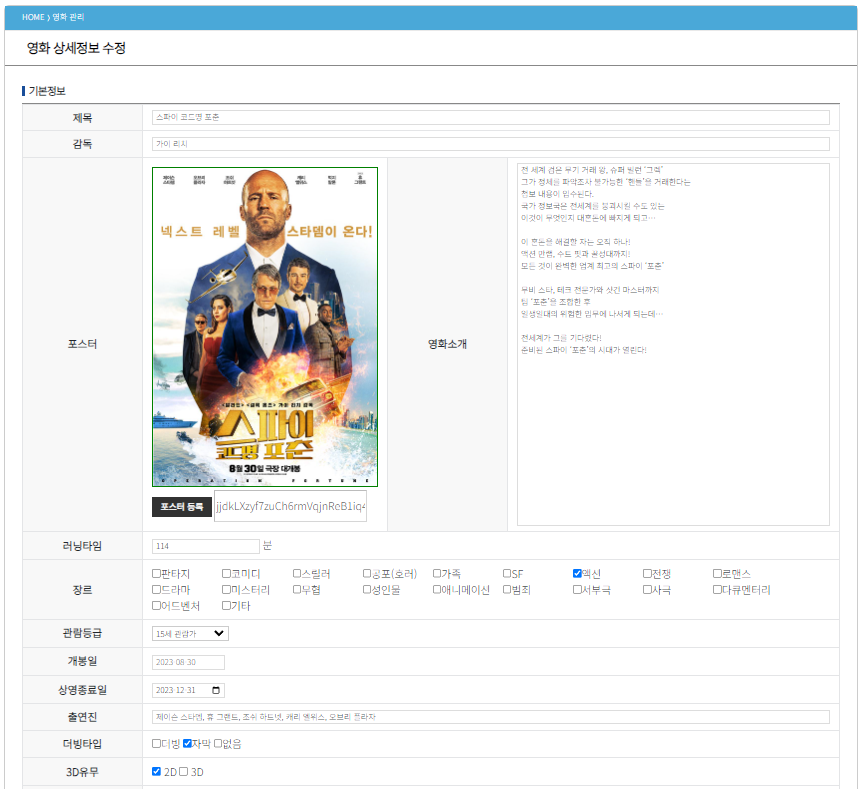 HOME ⟩ 영화 관리
영화 상세정보 수정
기본정보
제목
스파이 코드명 포춘
감독
가이 리치
포스터
제이슨 스타뎀
오브리 플라자
조쉬 하트넷
캐리 엘위스
휴 그랜트
넥스트 레벨 스타뎀이 온다!
가이 리치 감독
스파이
코드명 포춘
8월 30일 극장 대개봉
OPERATION FORTUNE
포스터 등록
jjdkLXzyf7zuCh6rmVqjnReB1iq4
영화소개
전 세계 검은 무기 거래 왕, 슈퍼 빌런 '그렉'
그가 정체를 파악조차 불가능한 '핸들'을 거래한다는
정보 내용이 입수된다.
국가 정보국은 전세계를 붕괴시킬 수도 있는
이것이 무엇인지 대혼돈에 빠지게 되고…
이 혼돈을 해결할 자는 오직 하나!
액션 만렙, 수트 핏과 끝성대까지!
모든 것이 완벽한 업계 최고의 스파이 '포춘'
무비 스타, 테크 전문가와 샷건 마스터까지
팀 '포춘'을 조합한 후
일생일대의 위험한 임무에 나서게 되는데…
전세계가 그를 기다렸다!
준비된 스파이 '포춘'의 시대가 열린다!
러닝타임
114 분
장르
판타지 코미디 스릴러 공포(호러) 가족 SF 액션 전쟁 로맨스
드라마 미스터리 무협 성인물 애니메이션 범죄 서부극 사극 다큐멘터리
어드벤처 기타
관람등급
15세 관람가
개봉일
2023-08-30
상영종료일
2023-12-31
출연진
제이슨 스타뎀, 휴 그랜트, 조쉬 하트넷, 캐리 엘위스, 오브리 플라자
더빙타입
더빙 자막 없음
3D유무
2D 3D